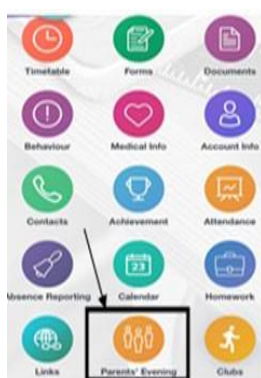 Timetable Forms Documents
Behaviour Medical Info Account Info
Contacts Achievement Attendance
23
Absence Reporting Calendar Homework
Links Parents' Evening Clubs